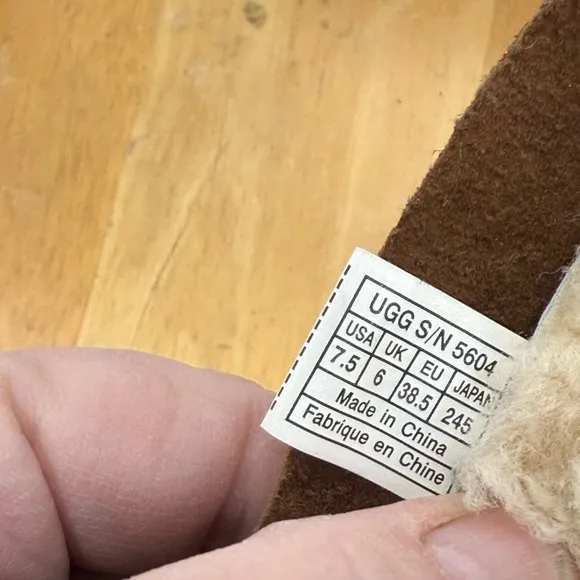 UGG S/N 5604
USA UK EU JAPAN
7.5 6 38.5 245
Made in China
Fabrique en Chine